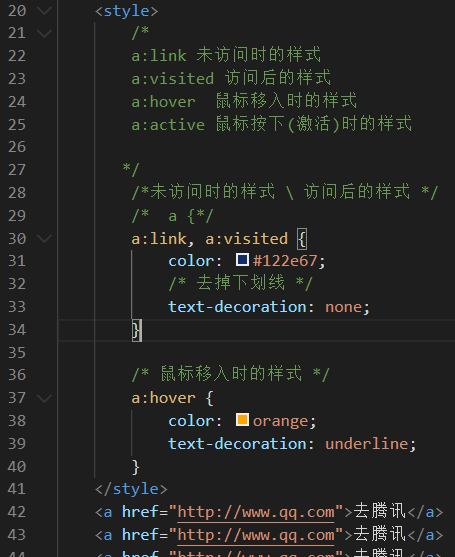 20 <style>
21 /*
22 a:link 未访问时的样式
23 a:visited 访问后的样式
24 a:hover  鼠标移入时的样式
25 a:active 鼠标按下(激活)时的样式
26
27 */
28 /*未访问时的样式 \ 访问后的样式 */
29 /*  a {*/
30 a:link, a:visited {
31 color: #122e67;
32 /* 去掉下划线 */
33 text-decoration: none;
34 }
35
36 /* 鼠标移入时的样式 */
37 a:hover {
38 color: orange;
39 text-decoration: underline;
40 }
41 </style>
42 <a href="http://www.qq.com">去腾讯</a>
43 <a href="http://www.qq.com">去腾讯</a>
44 <a href="http://www.qq.com">去腾讯</a>